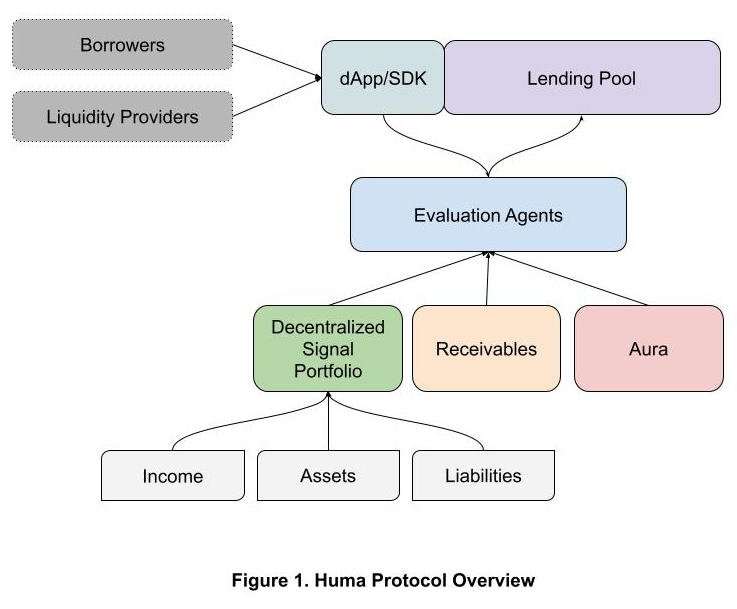 Borrowers
dApp/SDK
Lending Pool
Liquidity Providers
Evaluation Agents
Decentralized
Signal
Portfolio
Receivables
Aura
Income
Assets
Liabilities
Figure 1. Huma Protocol Overview